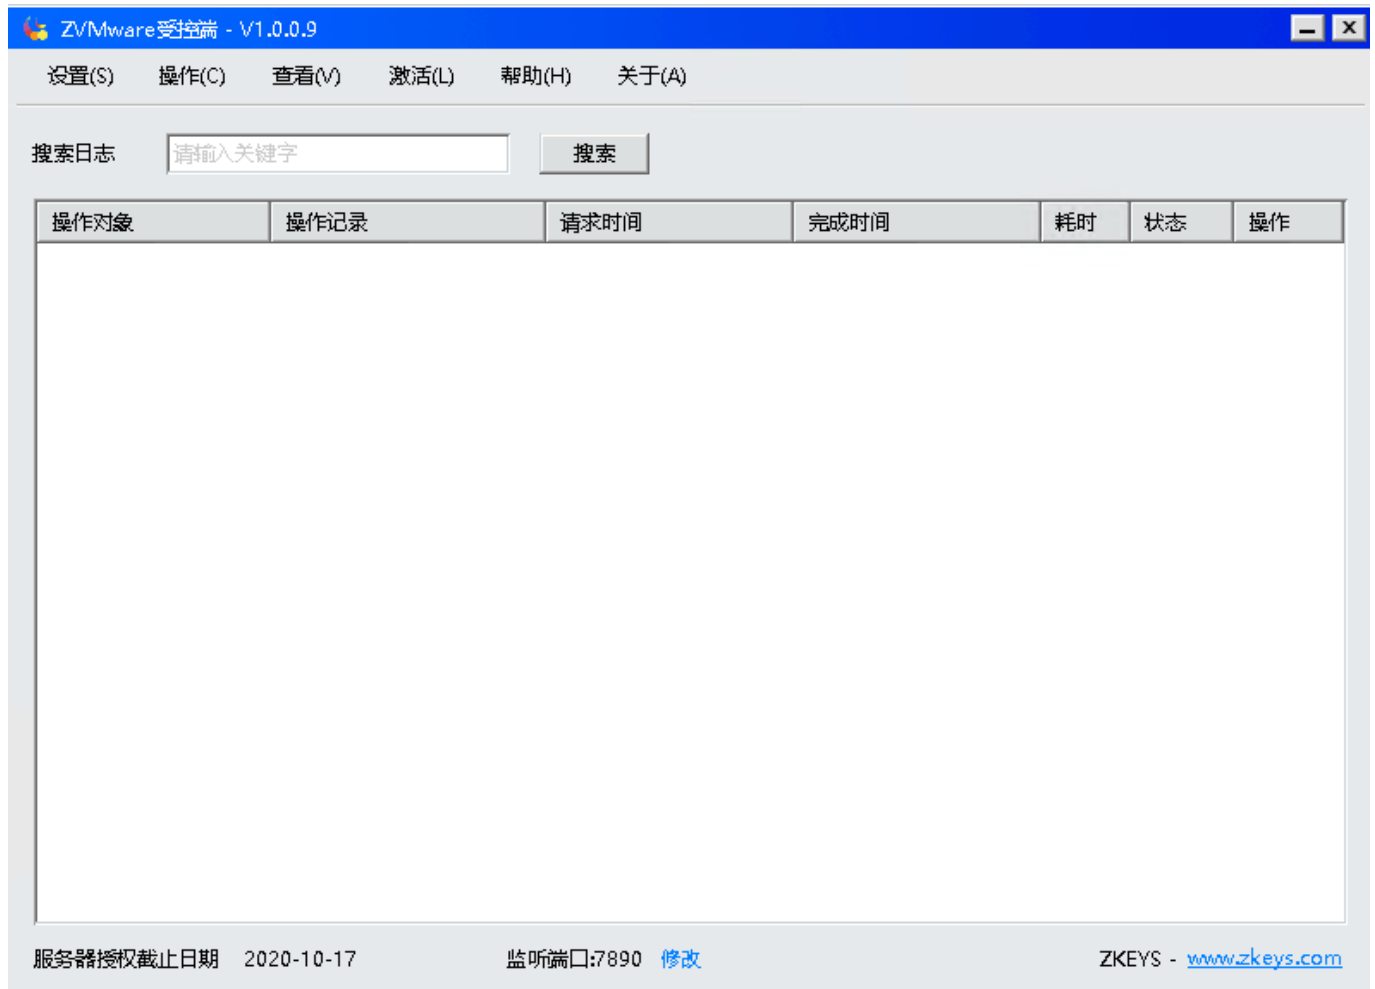 ZVMware受控端 - V1.0.0.9
设置(S) 操作(C) 查看(V) 激活(L) 帮助(H) 关于(A)
搜索日志 请输入关键字 搜索
操作对象 操作记录 请求时间 完成时间 耗时 状态 操作
服务器授权截止日期 2020-10-17 监听端口:7890 修改 ZKEYS - www.zkeys.com